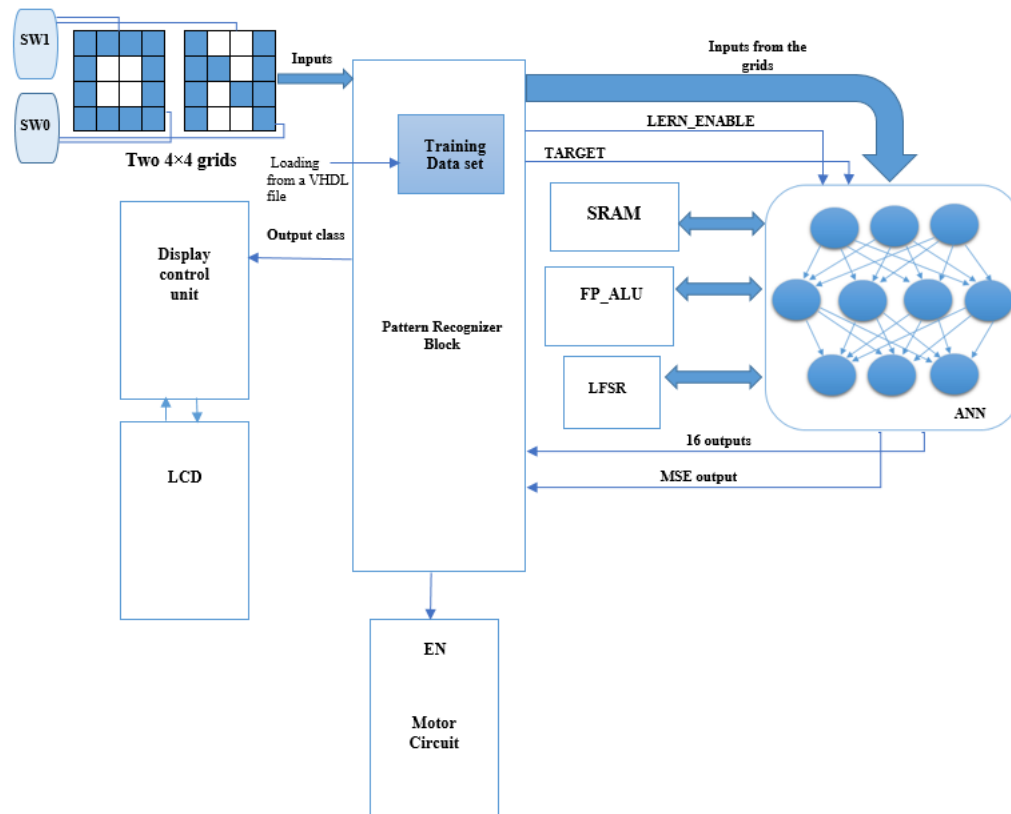 SW1
SW0
Two 4×4 grids
Inputs
Inputs from the
grids
LERN_ENABLE
TARGET
Training
Data set
Loading
from a VHDL
file
Output class
Display
control
unit
LCD
Pattern Recognizer
Block
SRAM
FP_ALU
LFSR
ANN
16 outputs
MSE output
EN
Motor
Circuit